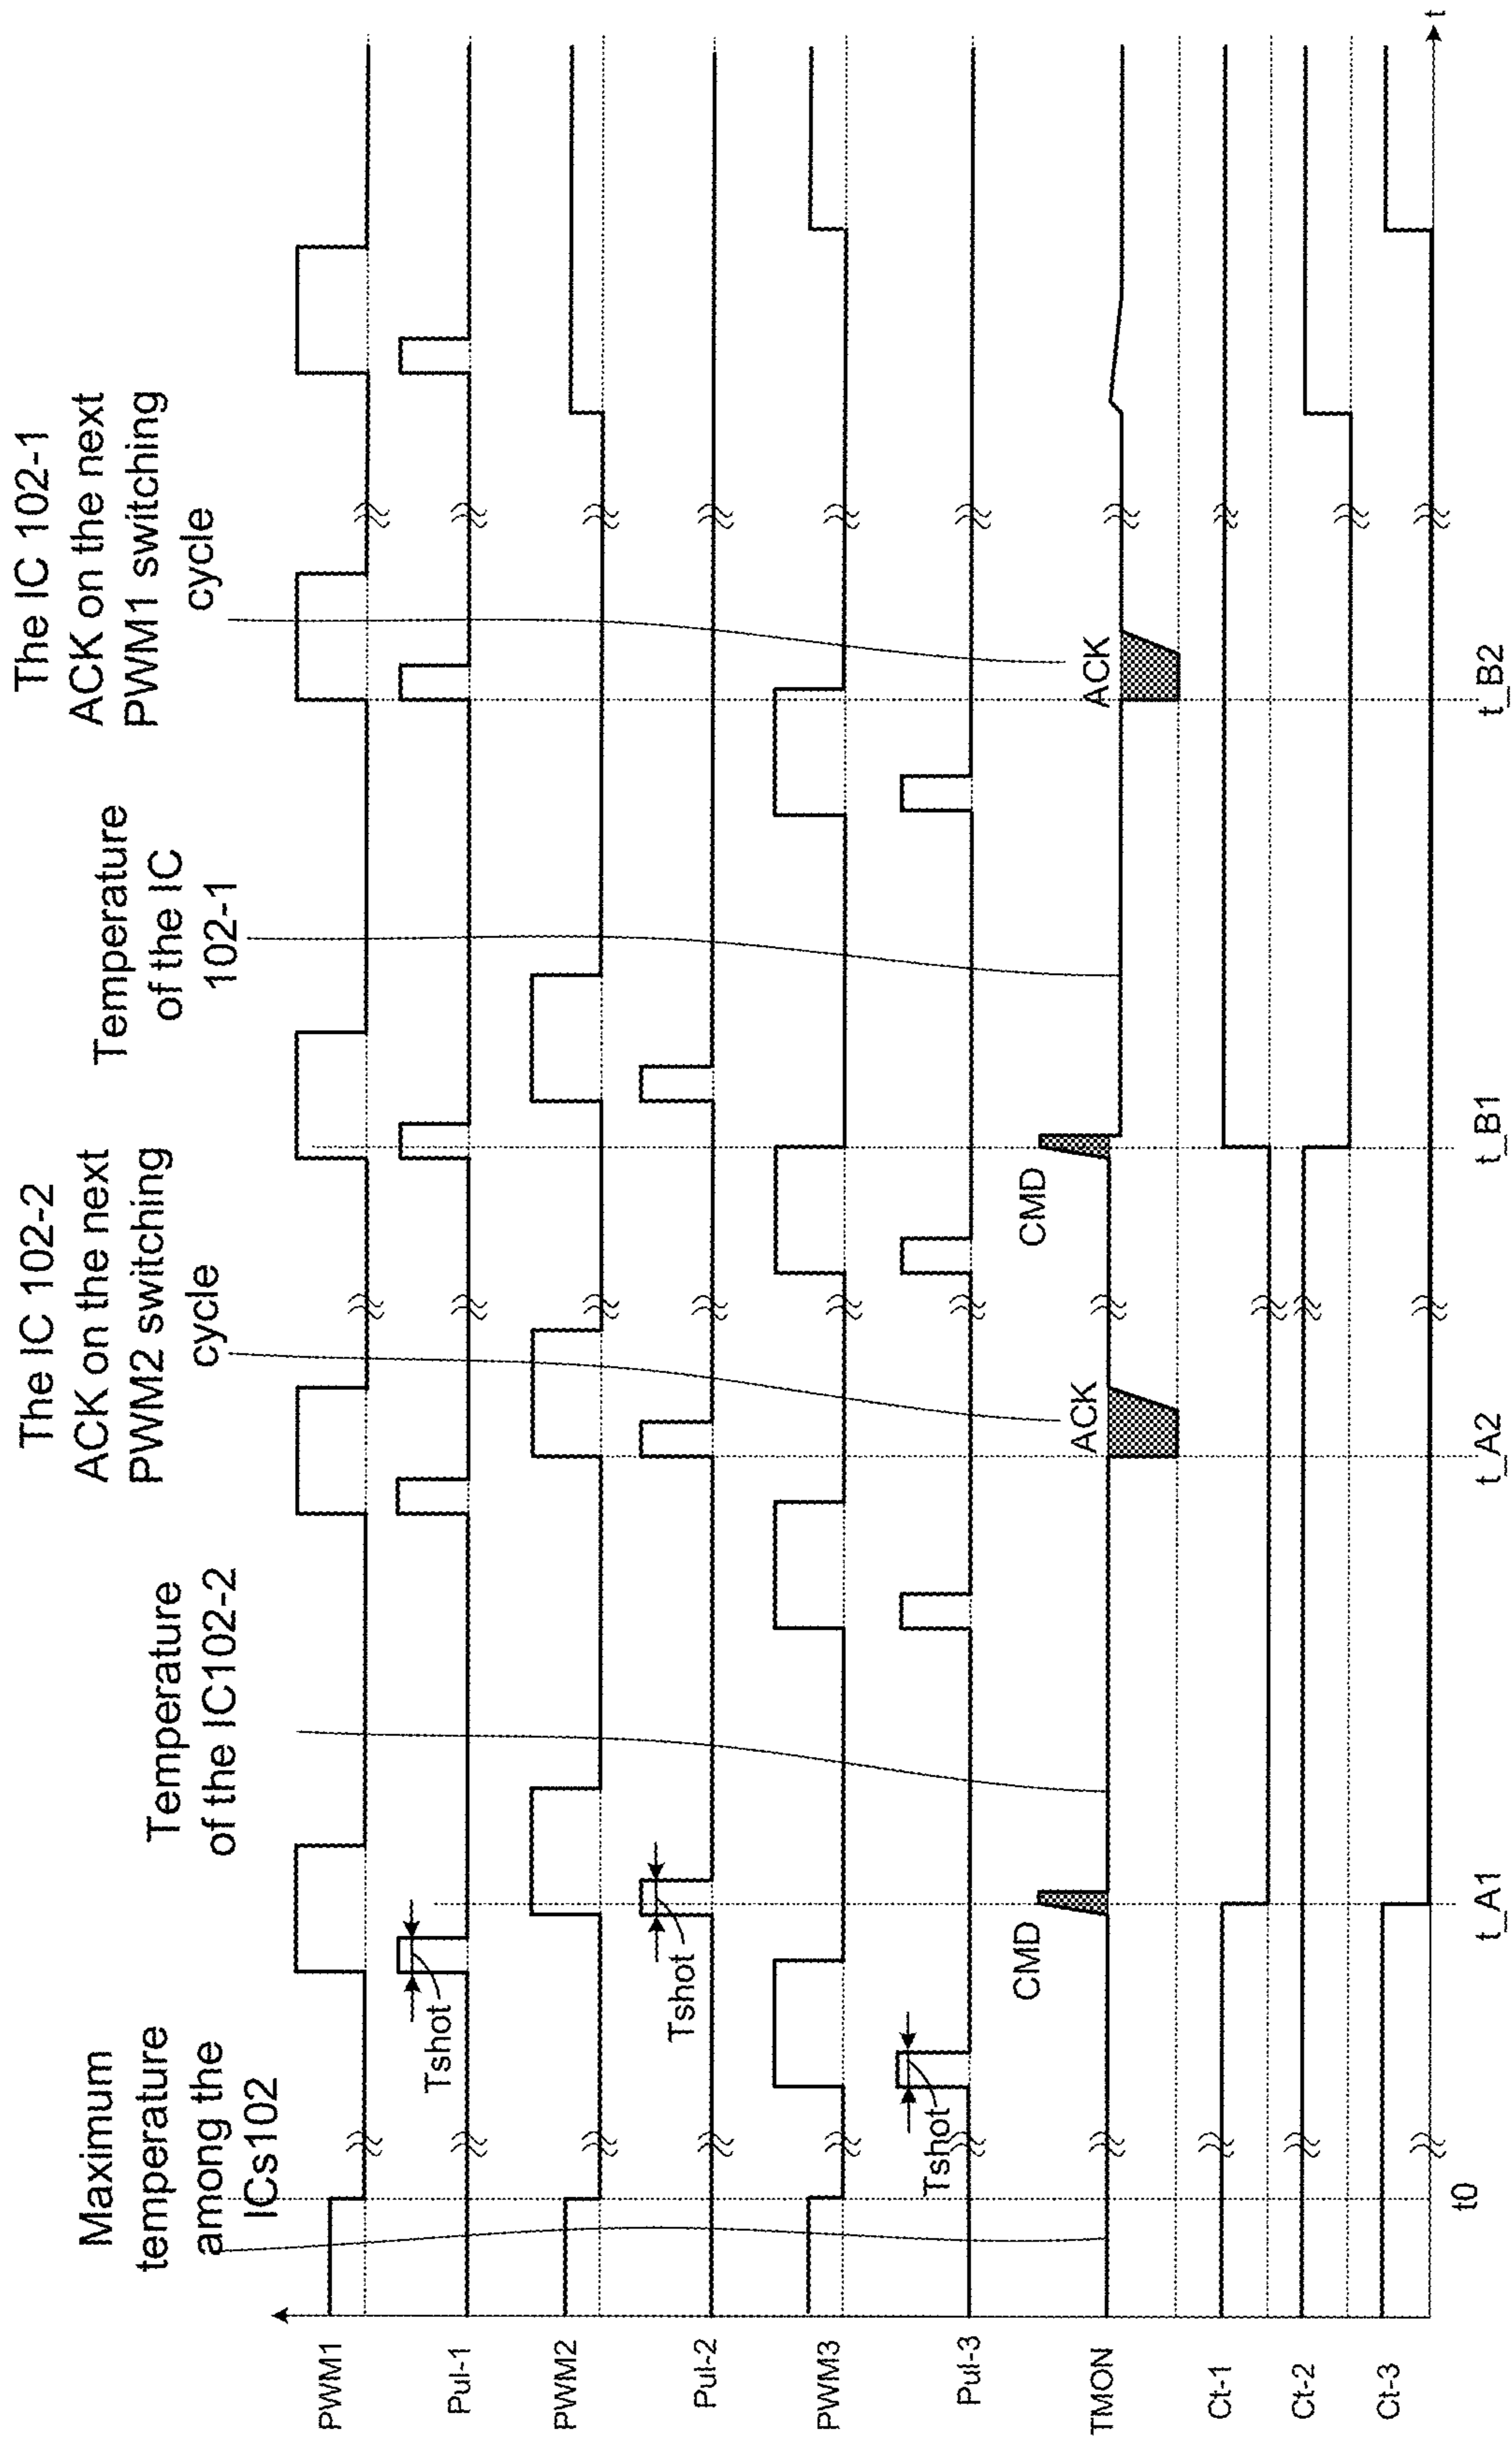 Maximum
temperature
among the
ICs102
Temperature
of the IC102-2
The IC 102-2
ACK on the next
PWM2 switching
cycle
Temperature
of the IC
102-1
The IC 102-1
ACK on the next
PWM1 switching
cycle
PWM1
Pul-1
Tshot
PWM2
Pul-2
Tshot
PWM3
Pul-3
Tshot
TMON
CMD
ACK
CMD
ACK
Ct-1
Ct-2
Ct-3
t
t0
t_A1
t_A2
t_B1
t_B2